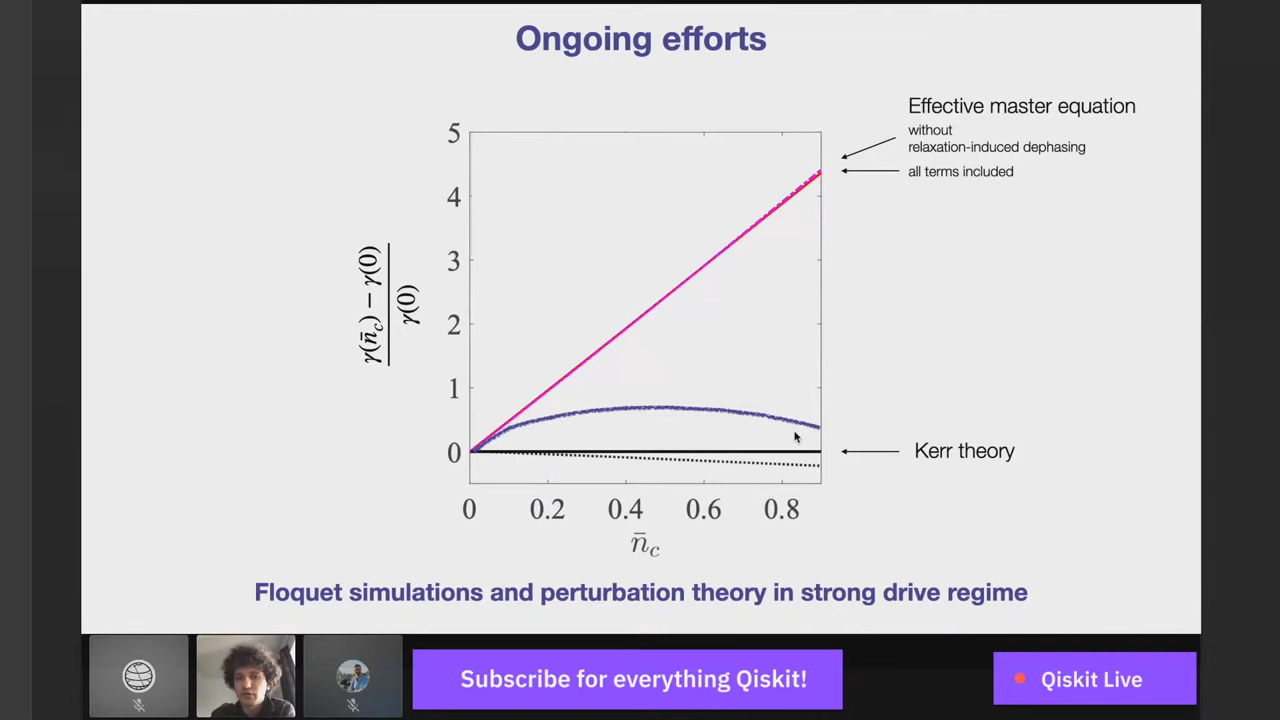 Ongoing efforts
Effective master equation
without
relaxation-induced dephasing
all terms included
5
4
3
2
1
0
γ(n̄c) − γ(0)
γ(0)
Kerr theory
0 0.2 0.4 0.6 0.8
n̄c
Floquet simulations and perturbation theory in strong drive regime
Subscribe for everything Qiskit!
Qiskit Live